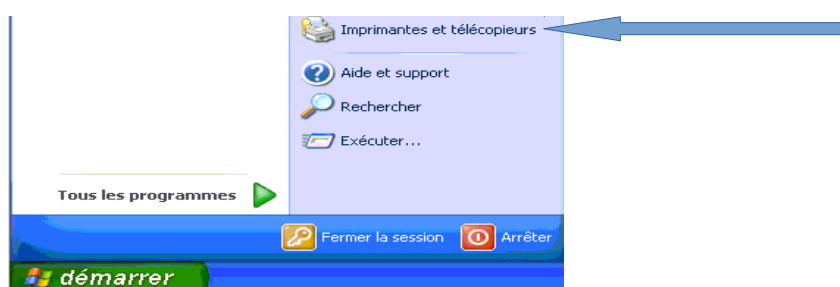 Imprimantes et télécopieurs
Aide et support
Rechercher
Exécuter...
Tous les programmes
Fermer la session
Arrêter
démarrer